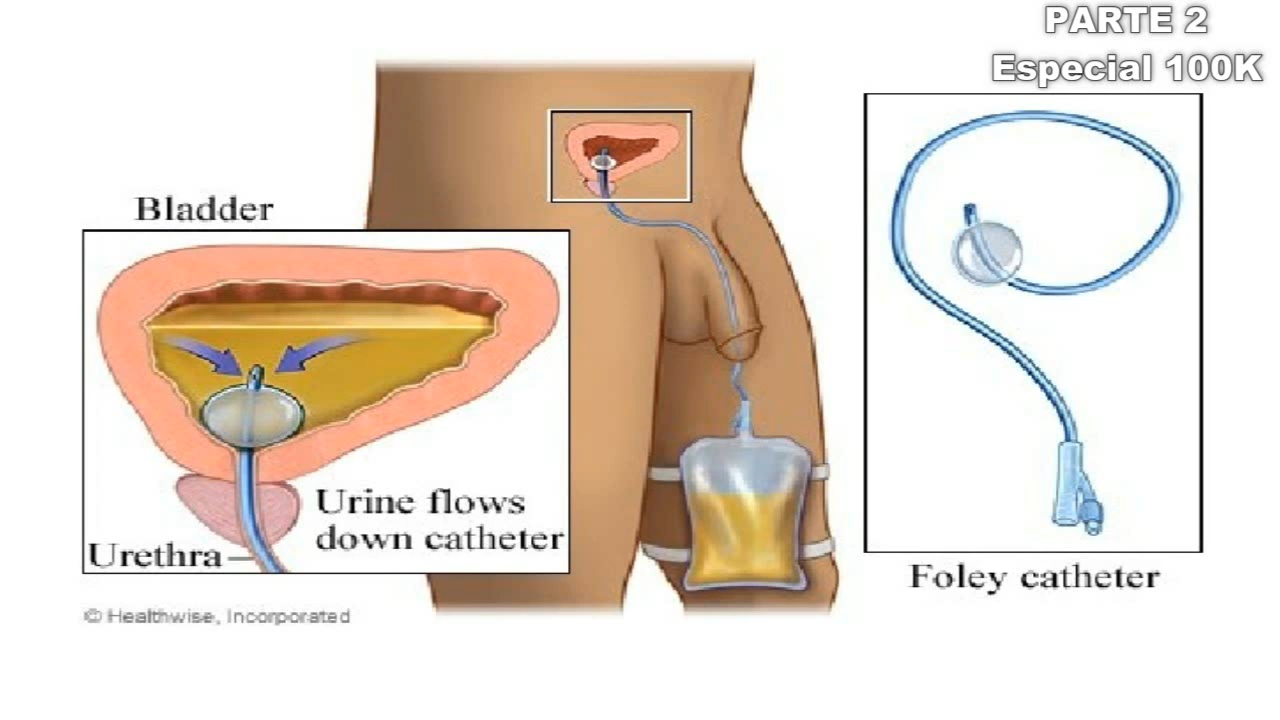 PARTE 2
Especial 100K
Bladder
Urine flows
down catheter
Urethra
© Healthwise, Incorporated
Foley catheter